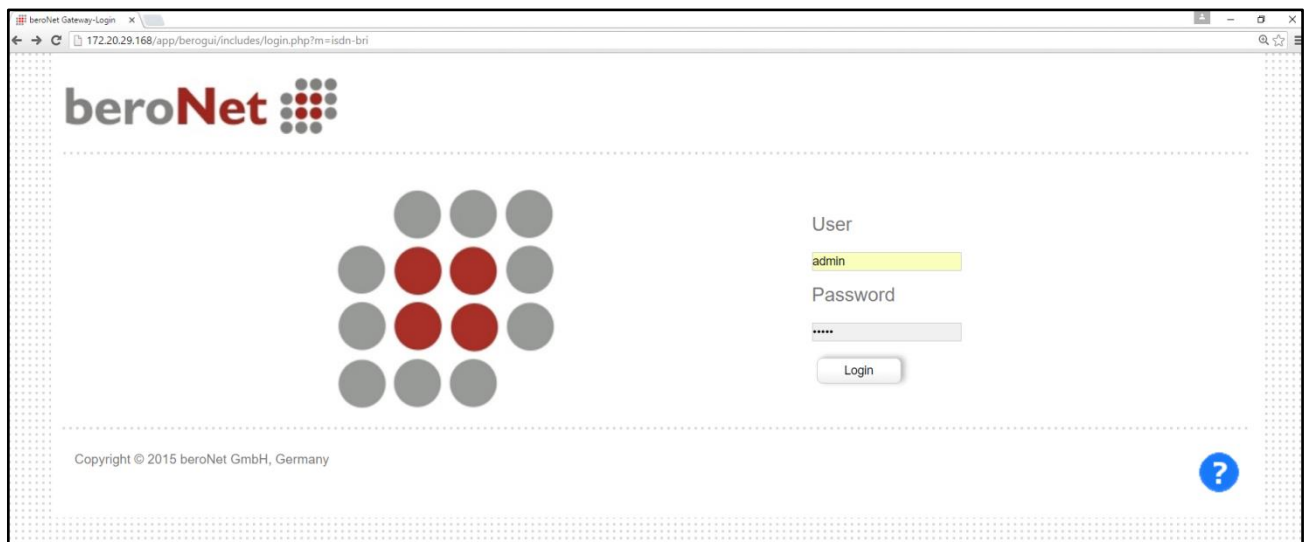 beroNet Gateway-Login
172.20.29.168/app/berogui/includes/login.php?m=isdn-bri
beroNet
User
admin
Password
•••••
Login
Copyright © 2015 beroNet GmbH, Germany
?